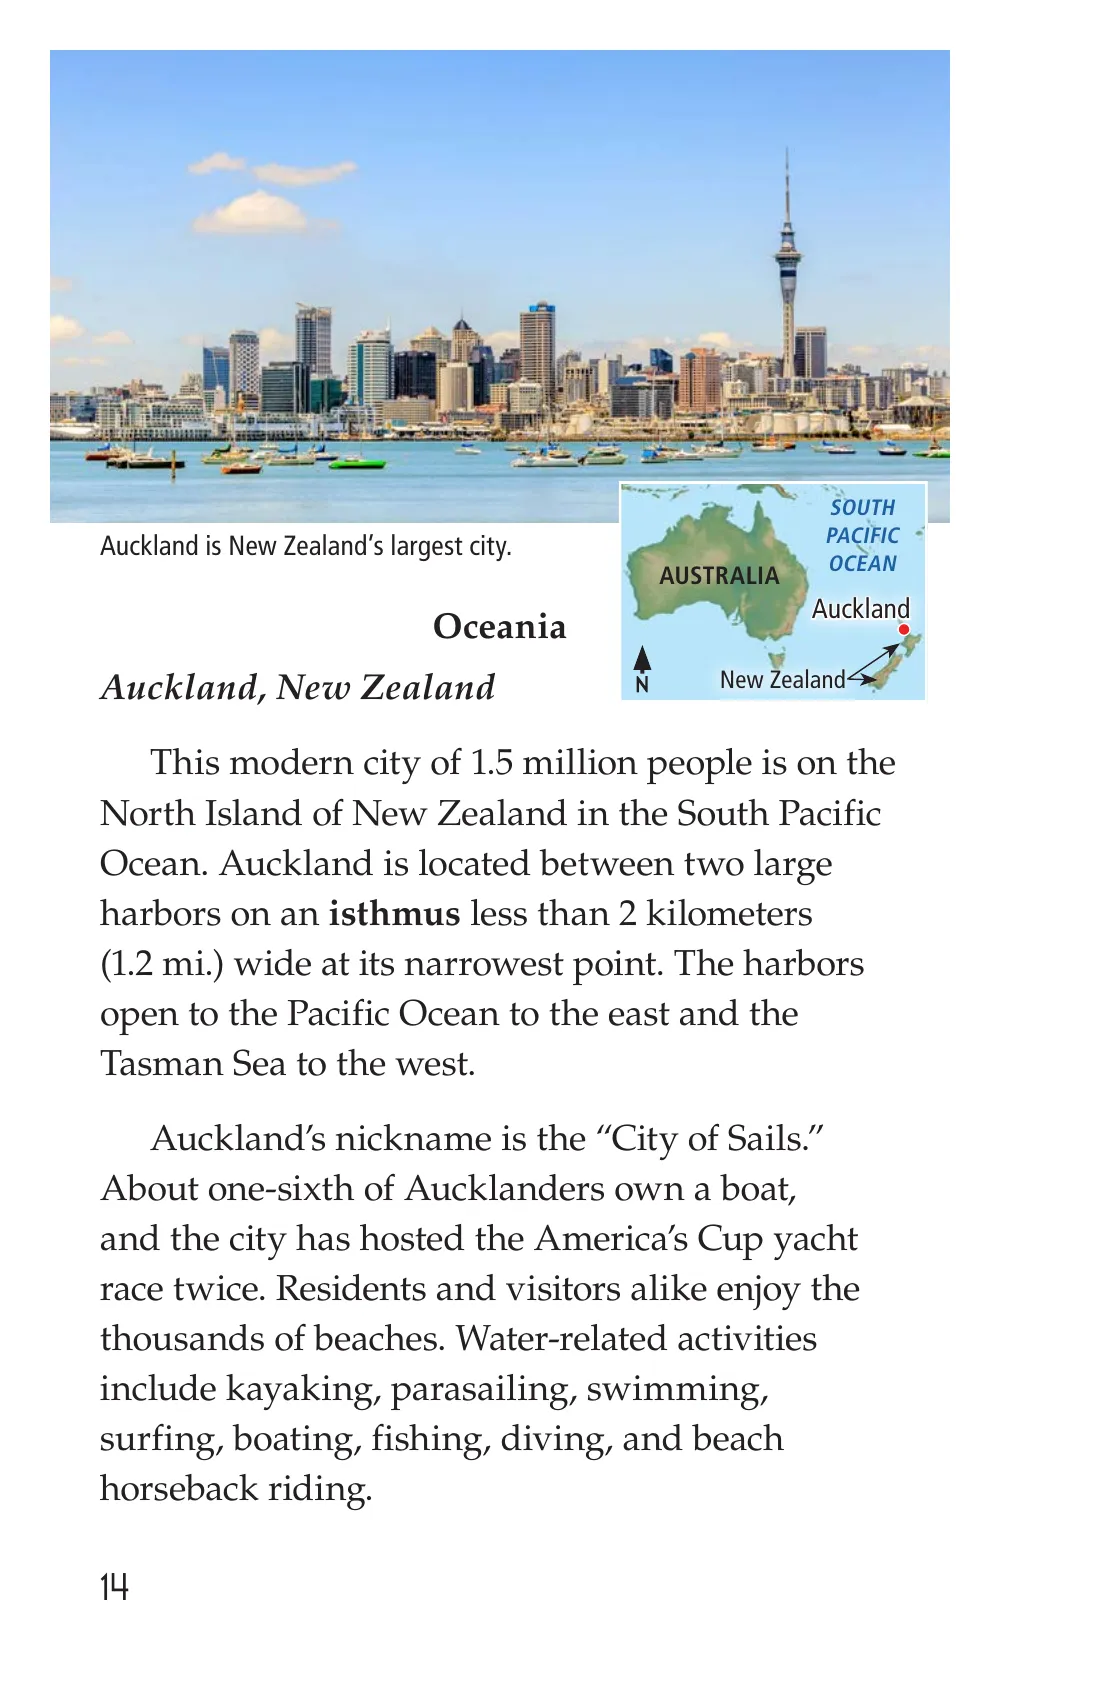 Auckland is New Zealand's largest city.
SOUTH
PACIFIC
OCEAN
AUSTRALIA
Auckland
New Zealand
N
Oceania
Auckland, New Zealand
This modern city of 1.5 million people is on the
North Island of New Zealand in the South Pacific
Ocean. Auckland is located between two large
harbors on an isthmus less than 2 kilometers
(1.2 mi.) wide at its narrowest point. The harbors
open to the Pacific Ocean to the east and the
Tasman Sea to the west.
Auckland's nickname is the “City of Sails.”
About one-sixth of Aucklanders own a boat,
and the city has hosted the America's Cup yacht
race twice. Residents and visitors alike enjoy the
thousands of beaches. Water-related activities
include kayaking, parasailing, swimming,
surfing, boating, fishing, diving, and beach
horseback riding.
14